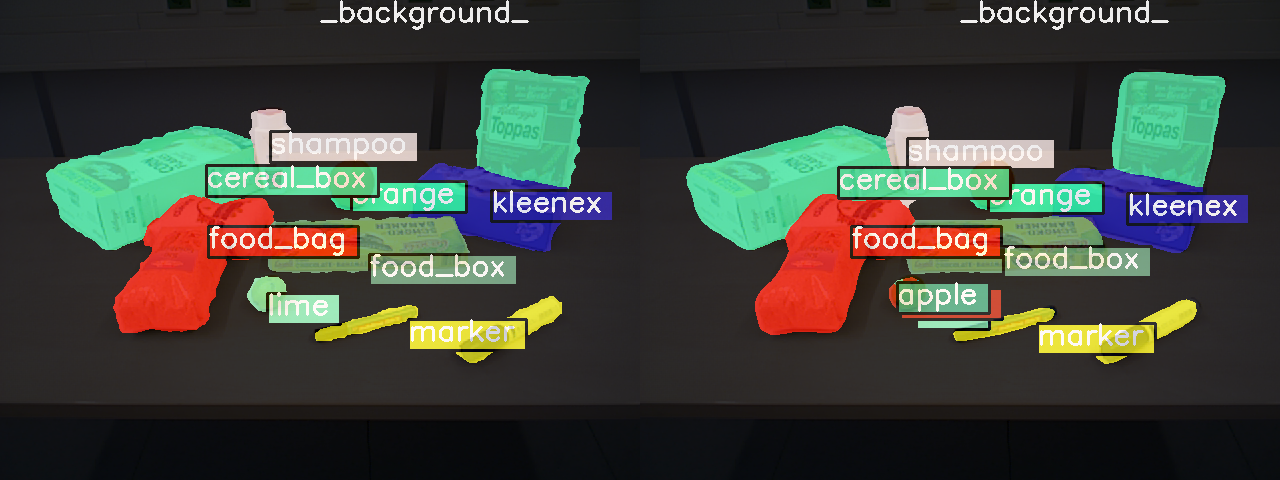 _background_
_background_
Toppas
Toppas
shampoo
shampoo
cereal_box
cereal_box
orange
orange
kleenex
kleenex
food_bag
food_bag
food_box
food_box
lime
apple
marker
marker